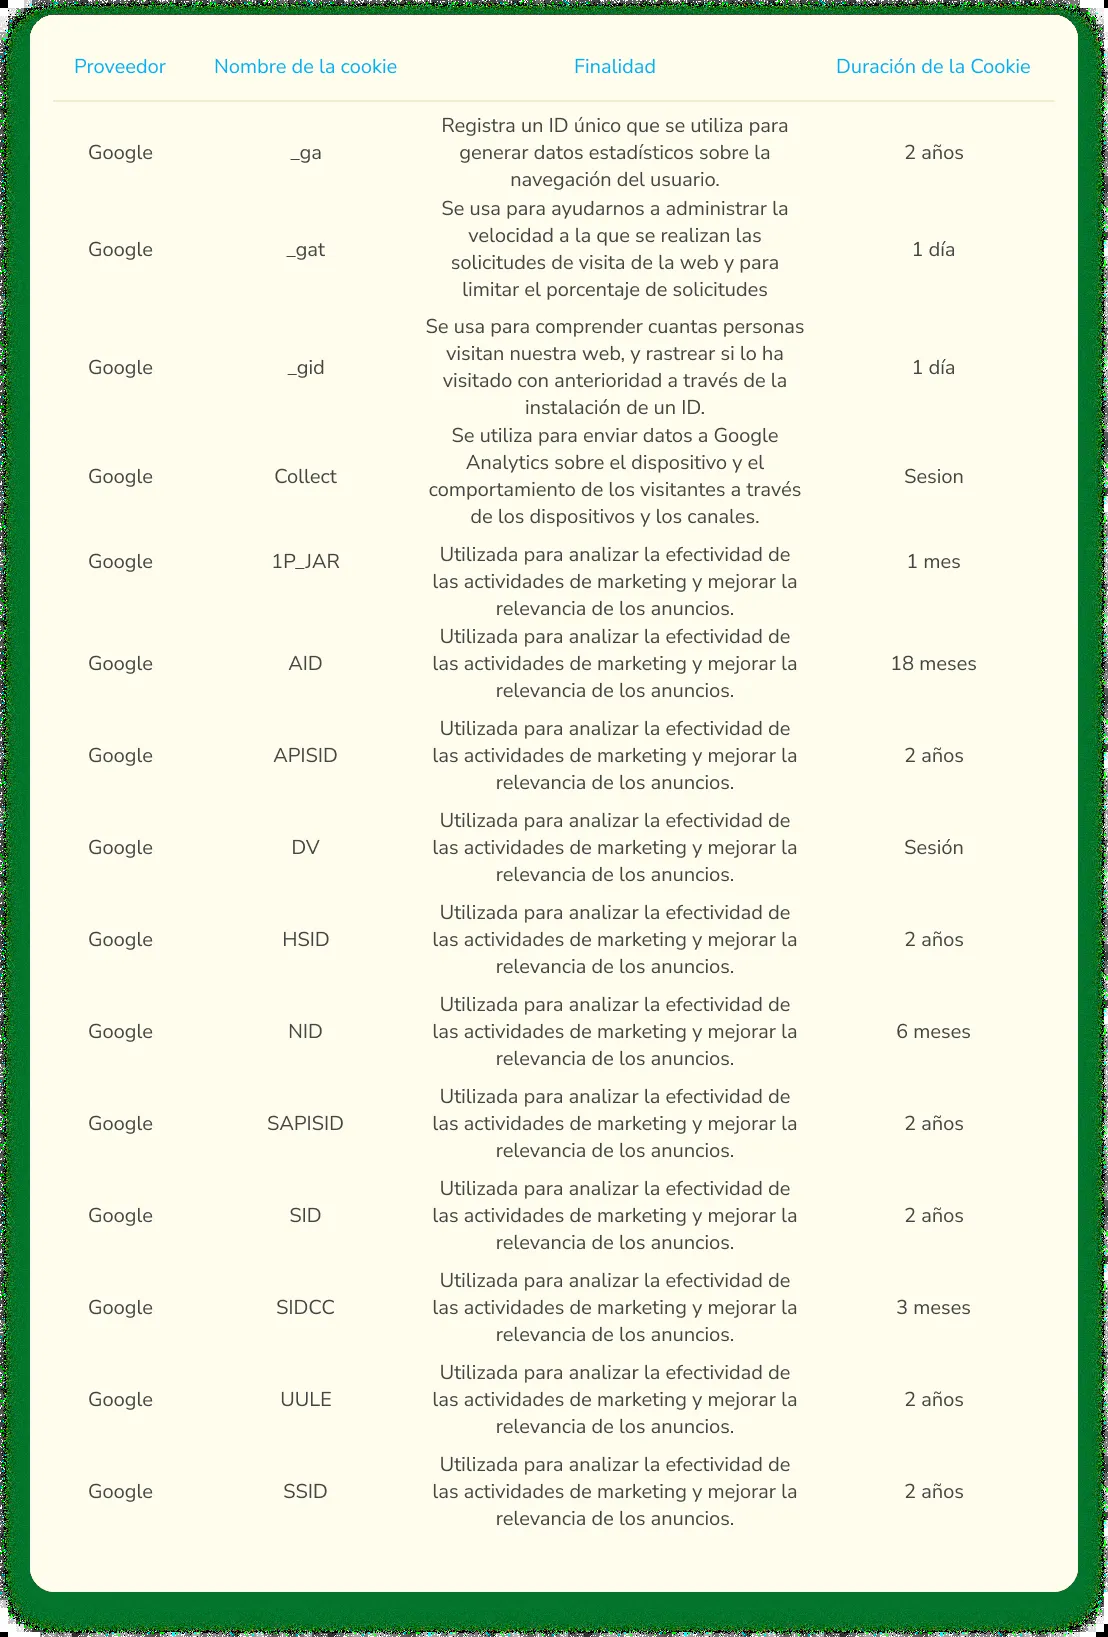 Proveedor Nombre de la cookie Finalidad Duración de la Cookie
Registra un ID único que se utiliza para
Google _ga generar datos estadísticos sobre la 2 años
navegación del usuario.
Se usa para ayudarnos a administrar la
velocidad a la que se realizan las
Google _gat 1 día
solicitudes de visita de la web y para
limitar el porcentaje de solicitudes
Se usa para comprender cuantas personas
visitan nuestra web, y rastrear si lo ha
Google _gid 1 día
visitado con anterioridad a través de la
instalación de un ID.
Se utiliza para enviar datos a Google
Analytics sobre el dispositivo y el
Google Collect Sesion
comportamiento de los visitantes a través
de los dispositivos y los canales.
Utilizada para analizar la efectividad de
Google 1P_JAR 1 mes
las actividades de marketing y mejorar la
relevancia de los anuncios.
Utilizada para analizar la efectividad de
Google AID las actividades de marketing y mejorar la 18 meses
relevancia de los anuncios.
Utilizada para analizar la efectividad de
Google APISID las actividades de marketing y mejorar la 2 años
relevancia de los anuncios.
Utilizada para analizar la efectividad de
Google DV las actividades de marketing y mejorar la Sesión
relevancia de los anuncios.
Utilizada para analizar la efectividad de
Google HSID las actividades de marketing y mejorar la 2 años
relevancia de los anuncios.
Utilizada para analizar la efectividad de
Google NID las actividades de marketing y mejorar la 6 meses
relevancia de los anuncios.
Utilizada para analizar la efectividad de
Google SAPISID las actividades de marketing y mejorar la 2 años
relevancia de los anuncios.
Utilizada para analizar la efectividad de
Google SID las actividades de marketing y mejorar la 2 años
relevancia de los anuncios.
Utilizada para analizar la efectividad de
Google SIDCC las actividades de marketing y mejorar la 3 meses
relevancia de los anuncios.
Utilizada para analizar la efectividad de
Google UULE las actividades de marketing y mejorar la 2 años
relevancia de los anuncios.
Utilizada para analizar la efectividad de
Google SSID las actividades de marketing y mejorar la 2 años
relevancia de los anuncios.